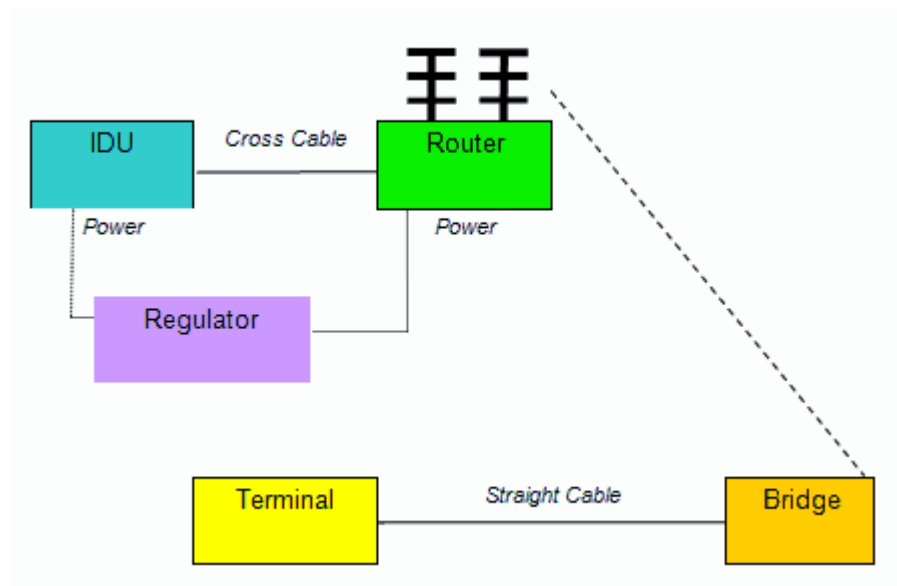 IDU
Cross Cable
Router
Power
Power
Regulator
Terminal
Straight Cable
Bridge